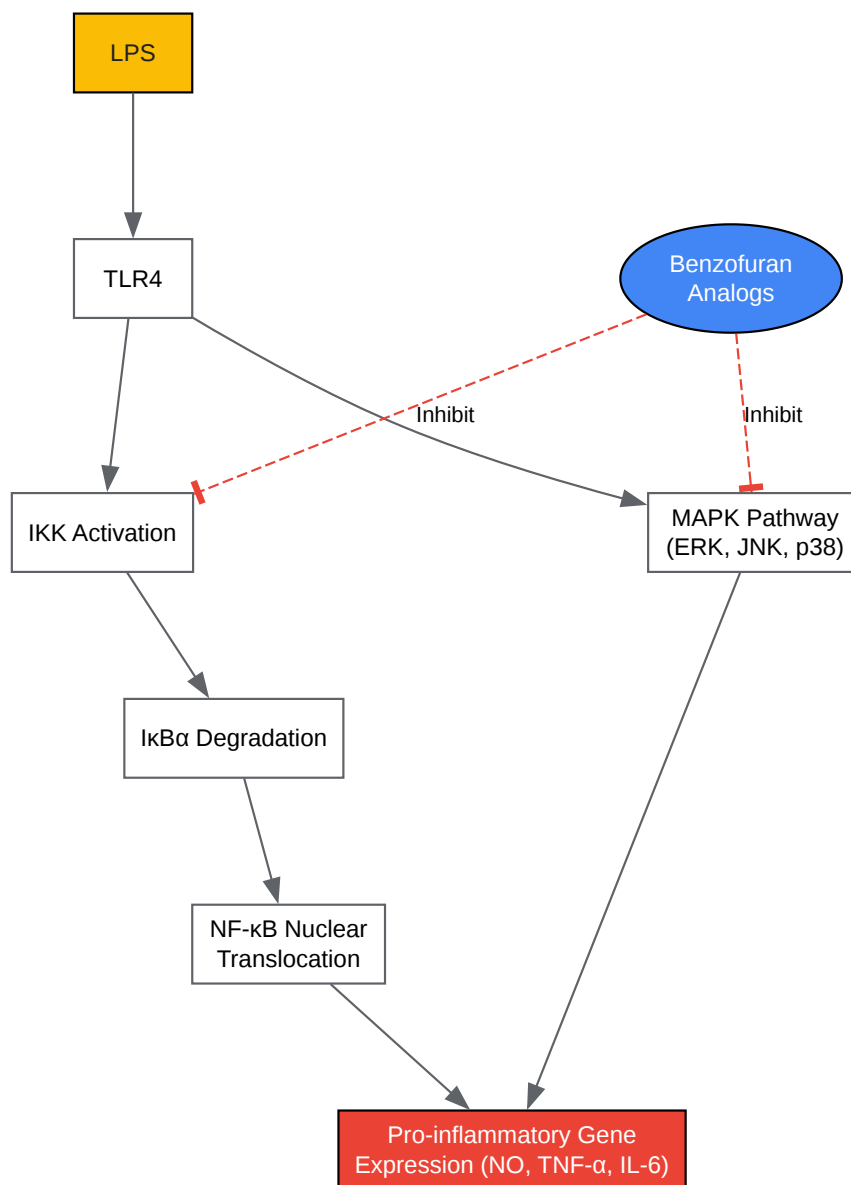 LPS
TLR4
Benzofuran
Analogs
Inhibit
Inhibit
IKK Activation
MAPK Pathway
(ERK, JNK, p38)
IκBα Degradation
NF-κB Nuclear
Translocation
Pro-inflammatory Gene
Expression (NO, TNF-α, IL-6)